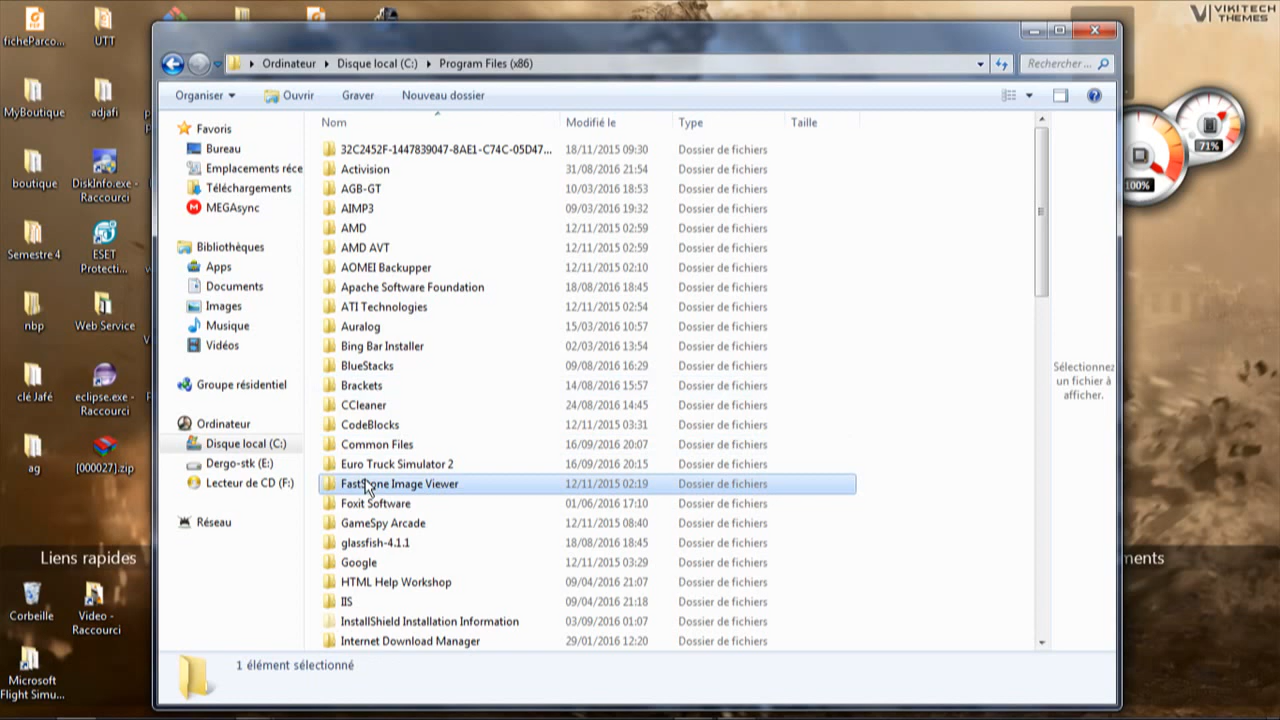 VIKITECH
THEMES
ficheParco...
UTT
MyBoutique
adjafi
boutique
DiskInfo.exe -
Raccourci
Semestre 4
ESET
Protecti...
nbp
Web Service
clé Jafé
eclipse.exe -
Raccourci
ag
[000027].zip
Liens rapides
Corbeille
Video -
Raccourci
Microsoft
Flight Simu...
Ordinateur
Disque local (C:)
Program Files (x86)
Rechercher...
Organiser
Ouvrir
Graver
Nouveau dossier
Favoris
Bureau
Emplacements réce
Téléchargements
MEGAsync
Bibliothèques
Apps
Documents
Images
Musique
Vidéos
Groupe résidentiel
Ordinateur
Disque local (C:)
Dergo-stk (E:)
Lecteur de CD (F:)
Réseau
Nom Modifié le Type Taille
32C2452F-1447839047-8AE1-C74C-05D47... 18/11/2015 09:30 Dossier de fichiers
Activision 31/08/2016 21:54 Dossier de fichiers
AGB-GT 10/03/2016 18:53 Dossier de fichiers
AIMP3 09/03/2016 19:32 Dossier de fichiers
AMD 12/11/2015 02:59 Dossier de fichiers
AMD AVT 12/11/2015 02:59 Dossier de fichiers
AOMEI Backupper 12/11/2015 02:10 Dossier de fichiers
Apache Software Foundation 18/08/2016 18:45 Dossier de fichiers
ATI Technologies 12/11/2015 02:54 Dossier de fichiers
Auralog 15/03/2016 10:57 Dossier de fichiers
Bing Bar Installer 02/03/2016 13:54 Dossier de fichiers
BlueStacks 09/08/2016 16:29 Dossier de fichiers
Brackets 14/08/2016 15:57 Dossier de fichiers
CCleaner 24/08/2016 14:45 Dossier de fichiers
CodeBlocks 12/11/2015 03:31 Dossier de fichiers
Common Files 16/09/2016 20:07 Dossier de fichiers
Euro Truck Simulator 2 16/09/2016 20:15 Dossier de fichiers
FastStone Image Viewer 12/11/2015 02:19 Dossier de fichiers
Foxit Software 01/06/2016 17:10 Dossier de fichiers
GameSpy Arcade 12/11/2015 08:40 Dossier de fichiers
glassfish-4.1.1 18/08/2016 18:45 Dossier de fichiers
Google 12/11/2015 03:29 Dossier de fichiers
HTML Help Workshop 09/04/2016 21:07 Dossier de fichiers
IIS 09/04/2016 21:18 Dossier de fichiers
InstallShield Installation Information 03/09/2016 01:07 Dossier de fichiers
Internet Download Manager 29/01/2016 12:20 Dossier de fichiers
Sélectionnez
un fichier à
afficher.
1 élément sélectionné
71%
100%
ments